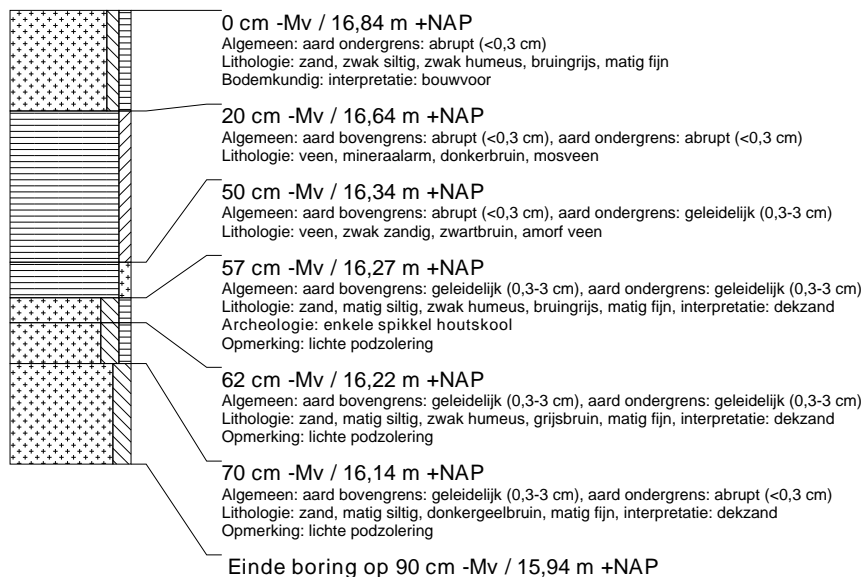 0 cm -Mv / 16,84 m +NAP
Algemeen: aard ondergrens: abrupt (<0,3 cm)
Lithologie: zand, zwak siltig, zwak humeus, bruingrijs, matig fijn
Bodemkundig: interpretatie: bouwvoor
20 cm -Mv / 16,64 m +NAP
Algemeen: aard bovengrens: abrupt (<0,3 cm), aard ondergrens: abrupt (<0,3 cm)
Lithologie: veen, mineraalarm, donkerbruin, mosveen
50 cm -Mv / 16,34 m +NAP
Algemeen: aard bovengrens: abrupt (<0,3 cm), aard ondergrens: geleidelijk (0,3-3 cm)
Lithologie: veen, zwak zandig, zwartbruin, amorf veen
57 cm -Mv / 16,27 m +NAP
Algemeen: aard bovengrens: geleidelijk (0,3-3 cm), aard ondergrens: geleidelijk (0,3-3 cm)
Lithologie: zand, matig siltig, zwak humeus, bruingrijs, matig fijn, interpretatie: dekzand
Archeologie: enkele spikkel houtskool
Opmerking: lichte podzolering
62 cm -Mv / 16,22 m +NAP
Algemeen: aard bovengrens: geleidelijk (0,3-3 cm), aard ondergrens: geleidelijk (0,3-3 cm)
Lithologie: zand, matig siltig, zwak humeus, grijsbruin, matig fijn, interpretatie: dekzand
Opmerking: lichte podzolering
70 cm -Mv / 16,14 m +NAP
Algemeen: aard bovengrens: geleidelijk (0,3-3 cm), aard ondergrens: abrupt (<0,3 cm)
Lithologie: zand, matig siltig, donkergeelbruin, matig fijn, interpretatie: dekzand
Opmerking: lichte podzolering
Einde boring op 90 cm -Mv / 15,94 m +NAP